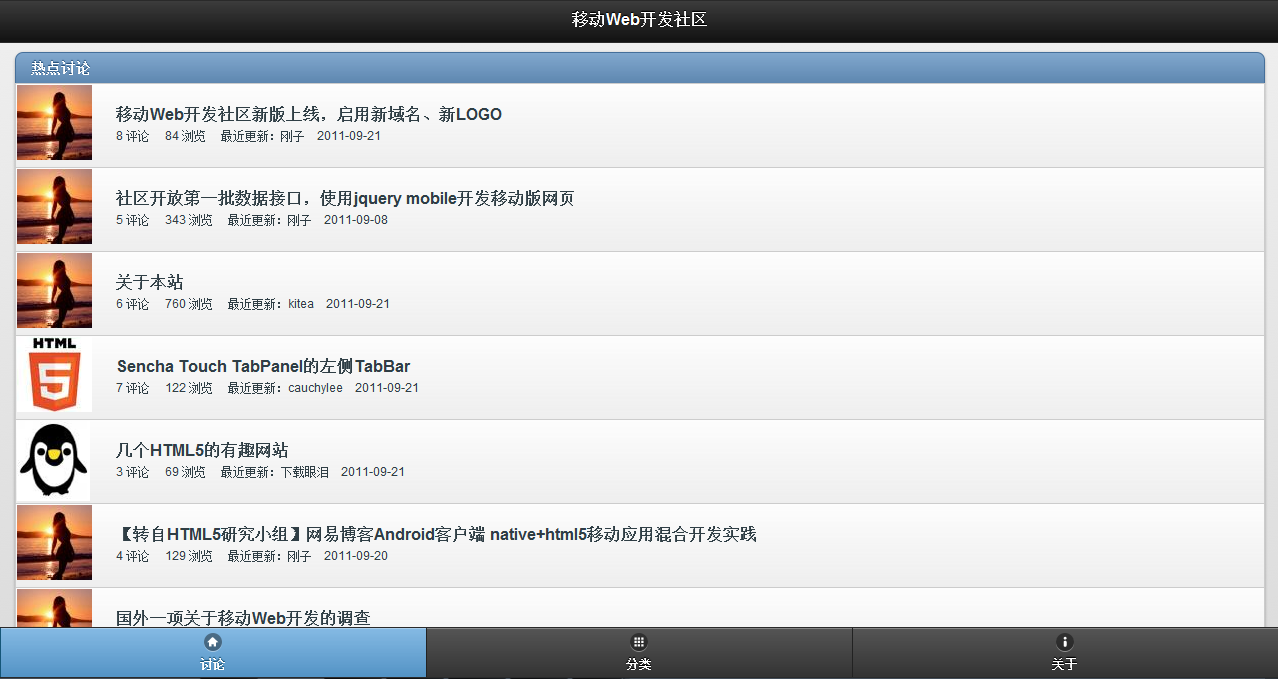 移动Web开发社区
热点讨论
移动Web开发社区新版上线，启用新域名、新LOGO
8 评论 84 浏览 最近更新：刚子 2011-09-21
社区开放第一批数据接口，使用jquery mobile开发移动版网页
5 评论 343 浏览 最近更新：刚子 2011-09-08
关于本站
6 评论 760 浏览 最近更新：kitea 2011-09-21
HTML
5
Sencha Touch TabPanel的左侧TabBar
7 评论 122 浏览 最近更新：cauchylee 2011-09-21
几个HTML5的有趣网站
3 评论 69 浏览 最近更新：下载眼泪 2011-09-21
【转自HTML5研究小组】网易博客Android客户端 native+html5移动应用混合开发实践
4 评论 129 浏览 最近更新：刚子 2011-09-20
国外一项关于移动Web开发的调查
讨论
分类
关于